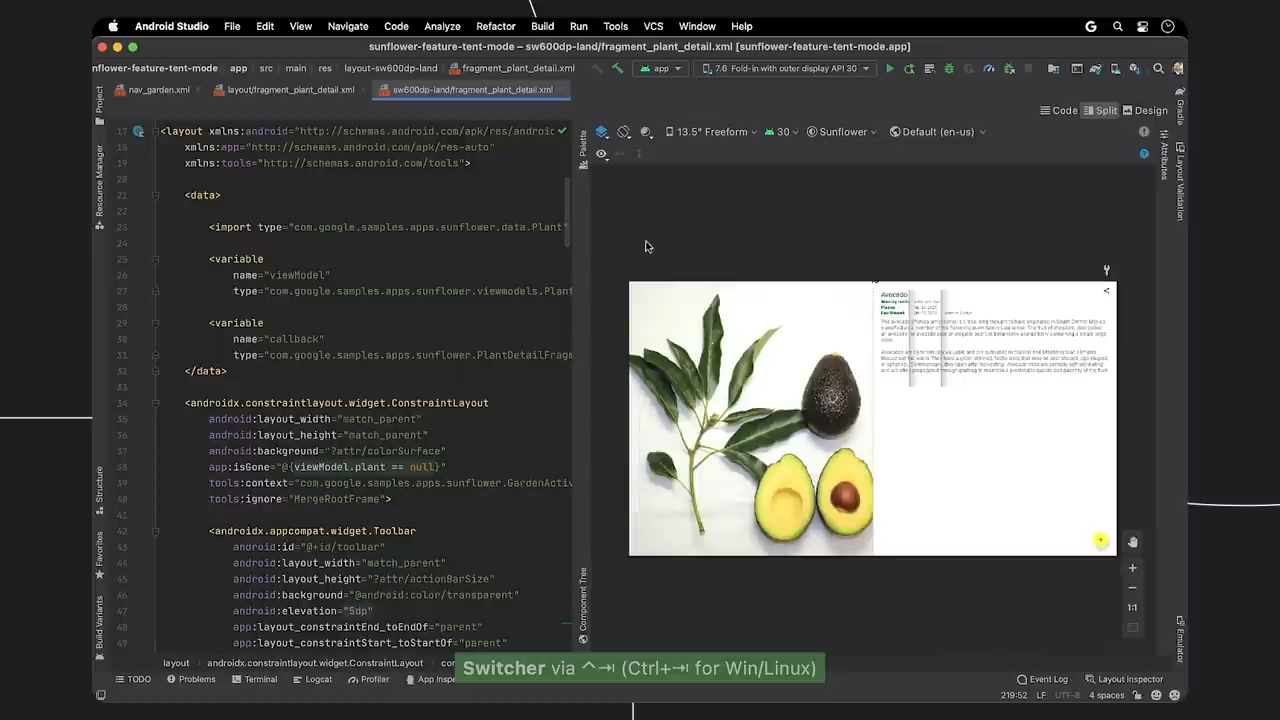 Android Studio File Edit View Navigate Code Analyze Refactor Build Run Tools VCS Window Help
sunflower-feature-tent-mode – sw600dp-land/fragment_plant_detail.xml [sunflower-feature-tent-mode.app]
nflower-feature-tent-mode app src main res layout-sw600dp-land fragment_plant_detail.xml app 7.6 Fold-in with outer display API 30
nav_garden.xml layout/fragment_plant_detail.xml sw600dp-land/fragment_plant_detail.xml
Code Split Design
Project
Resource Manager
Structure
Favorites
Build Variants
17 <layout xmlns:android="http://schemas.android.com/apk/res/androic
18 xmlns:app="http://schemas.android.com/apk/res-auto"
19 xmlns:tools="http://schemas.android.com/tools">
20
21 <data>
22
23 <import type="com.google.samples.apps.sunflower.data.Plant"
24
25 <variable
26 name="viewModel"
27 type="com.google.samples.apps.sunflower.viewmodels.Plant
28
29 <variable
30 name="callback"
31 type="com.google.samples.apps.sunflower.PlantDetailFrag
32 </data>
33
34 <androidx.constraintlayout.widget.ConstraintLayout
35 android:layout_width="match_parent"
36 android:layout_height="match_parent"
37 android:background="?attr/colorSurface"
38 app:isGone="@{viewModel.plant == null}"
39 tools:context="com.google.samples.apps.sunflower.GardenActiv
40 tools:ignore="MergeRootFrame">
41
42 <androidx.appcompat.widget.Toolbar
43 android:id="@+id/toolbar"
44 android:layout_width="match_parent"
45 android:layout_height="?attr/actionBarSize"
46 android:background="@android:color/transparent"
47 android:elevation="5dp"
48 app:layout_constraintEnd_toEndOf="parent"
49 app:layout_constraintStart_toStartOf="parent"
Palette
Component Tree
13.5" Freeform 30 Sunflower Default (en-us)
Avocado
1:1
Gradle
Attributes
Layout Validation
Emulator
layout androidx.constraintlayout.widget.ConstraintLayout
Switcher via ⌃⇥ (Ctrl+⇥ for Win/Linux)
TODO Problems Terminal Logcat Profiler App Inspe Event Log Layout Inspector
219:52 LF UTF-8 4 spaces